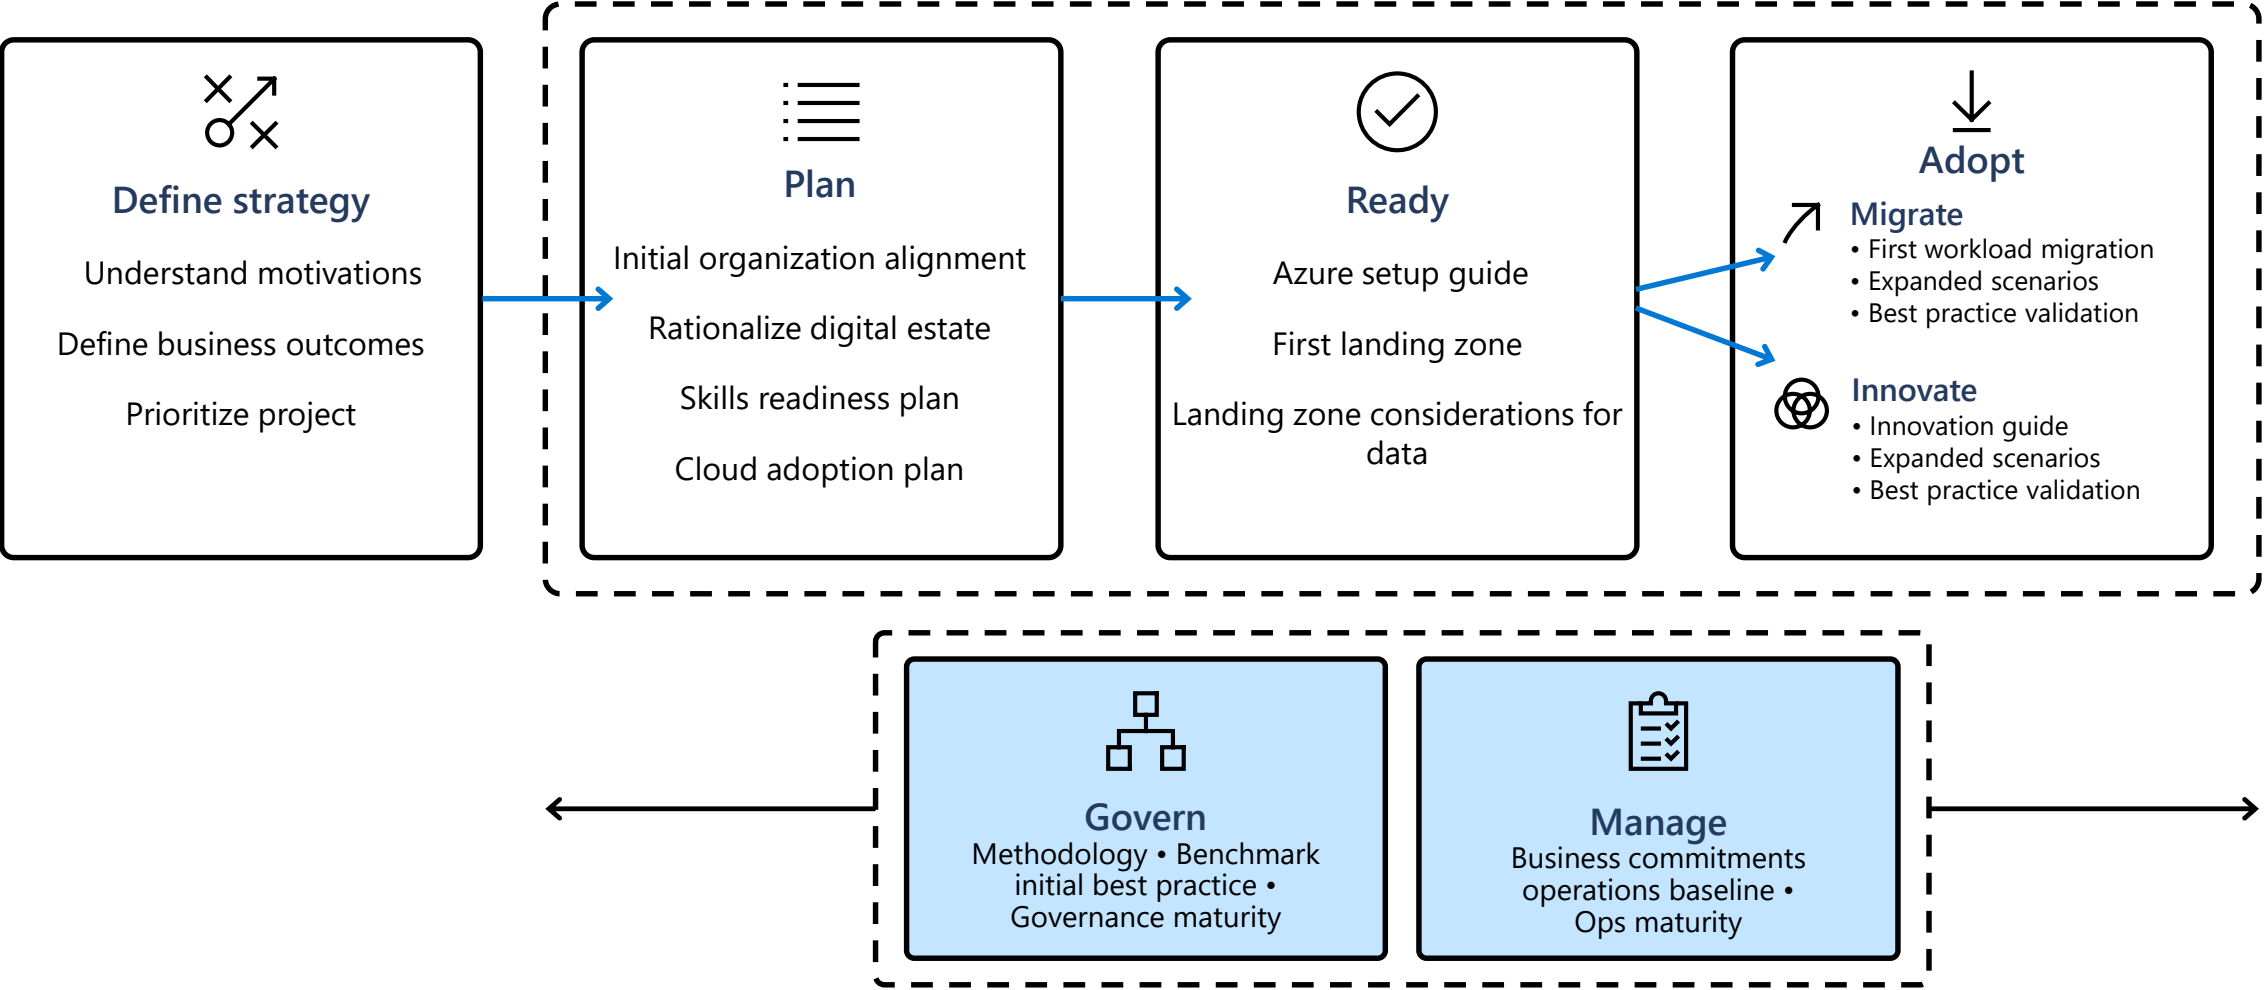 Define strategy
Understand motivations
Define business outcomes
Prioritize project
Plan
Initial organization alignment
Rationalize digital estate
Skills readiness plan
Cloud adoption plan
Ready
Azure setup guide
First landing zone
Landing zone considerations for
data
Adopt
Migrate
• First workload migration
• Expanded scenarios
• Best practice validation
Innovate
• Innovation guide
• Expanded scenarios
• Best practice validation
Govern
Methodology • Benchmark
initial best practice •
Governance maturity
Manage
Business commitments
operations baseline •
Ops maturity